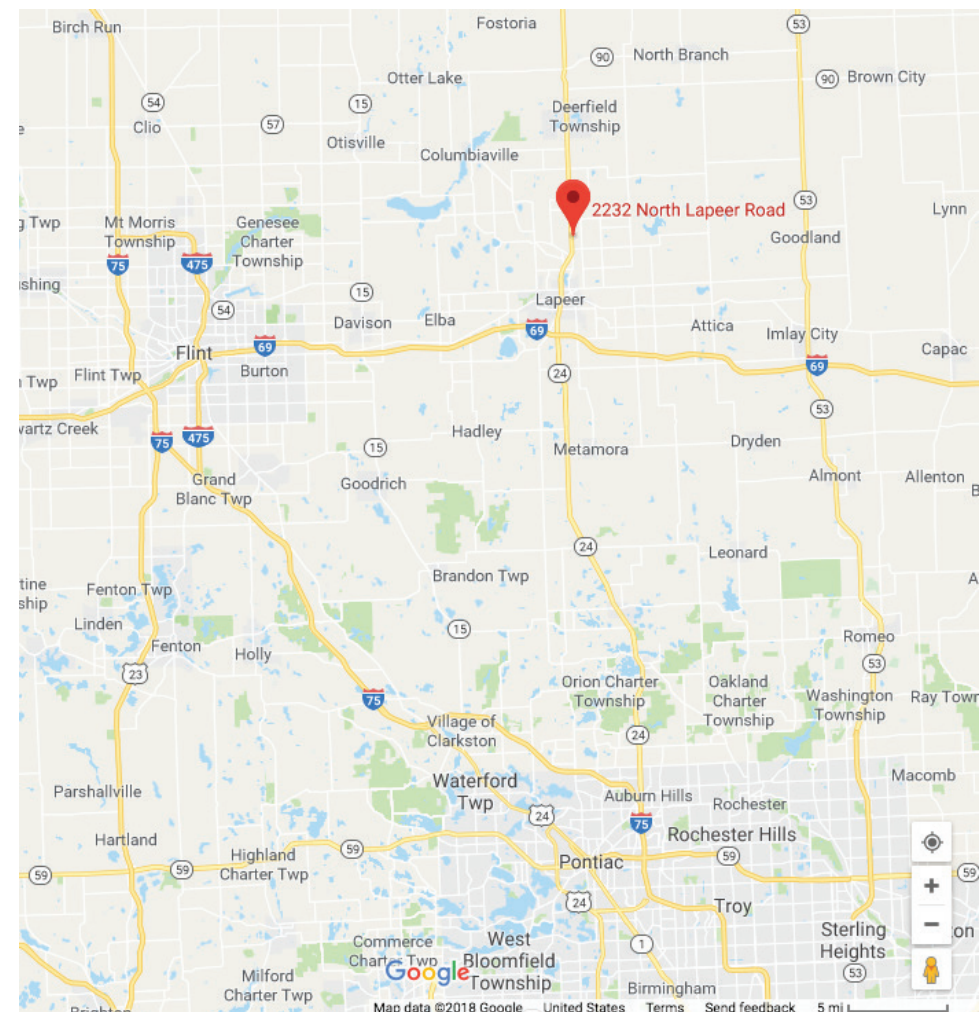 Birch Run
Fostoria
53
90
North Branch
Otter Lake
90
Brown City
54
15
Deerfield
Township
Clio
57
Otisville
Columbiaville
2232 North Lapeer Road
53
Lynn
Twp
Mt Morris
Township
Genesee
Charter
Township
Goodland
75
475
shing
15
54
Lapeer
Davison
Elba
69
Attica
Imlay City
Flint
69
Capac
Twp
Flint Twp
Burton
24
69
53
wartz Creek
75
475
15
Hadley
Metamora
Dryden
Grand
Blanc Twp
Goodrich
Almont
Allenton
24
Leonard
tine
ship
Fenton Twp
Brandon Twp
A
Linden
15
Fenton
Holly
Romeo
23
53
75
Orion Charter
Township
Oakland
Charter
Township
Washington
Township
Ray Town
Village of
Clarkston
24
Waterford
Twp
Macomb
Parshallville
Auburn Hills
Rochester
24
75
Rochester Hills
Hartland
59
Highland
Charter Twp
59
59
Pontiac
59
59
24
Troy
Commerce
Charter Twp
West
Bloomfield
Township
1
Sterling
Heights
ton
53
Google
Milford
Charter Twp
Birmingham
Brighton
Map data ©2018 Google United States Terms Send feedback 5 mi